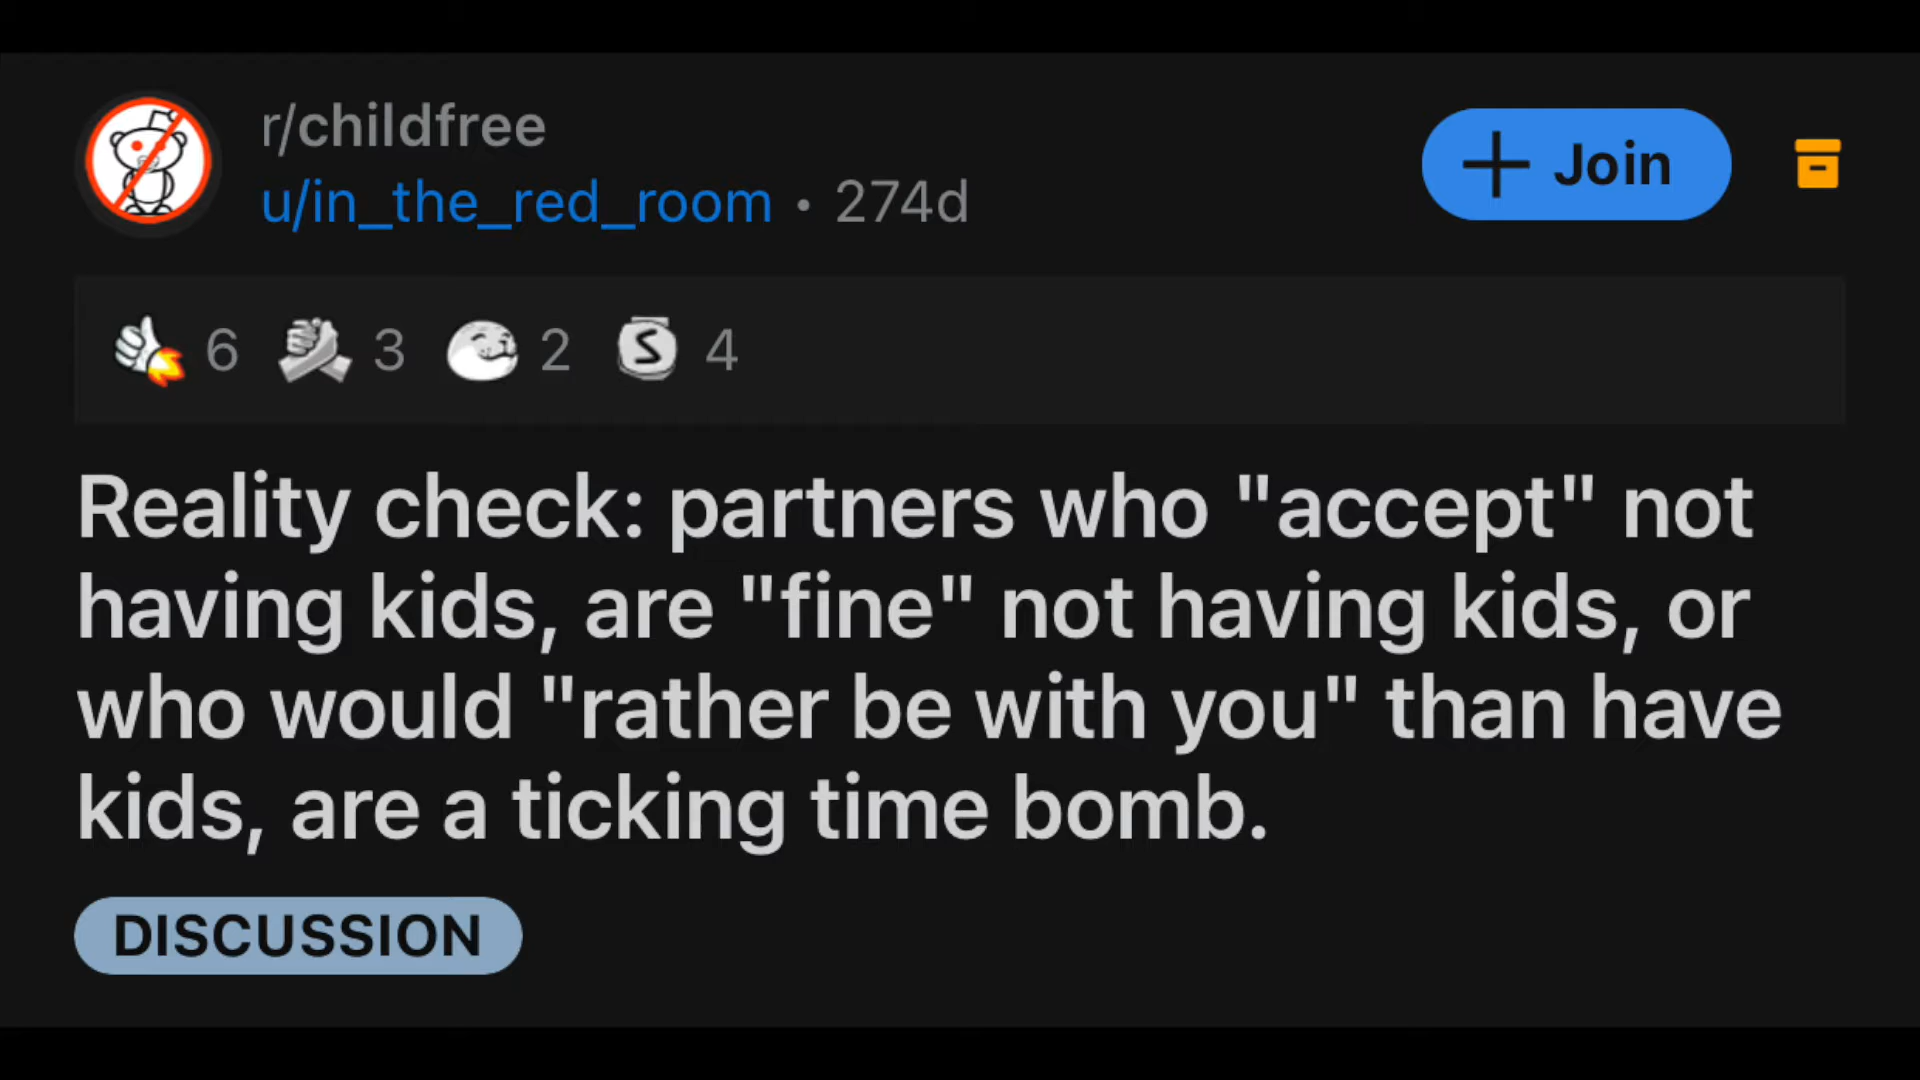 r/childfree
+ Join
u/in_the_red_room • 274d
6 3 2 S 4
Reality check: partners who "accept" not
having kids, are "fine" not having kids, or
who would "rather be with you" than have
kids, are a ticking time bomb.
DISCUSSION